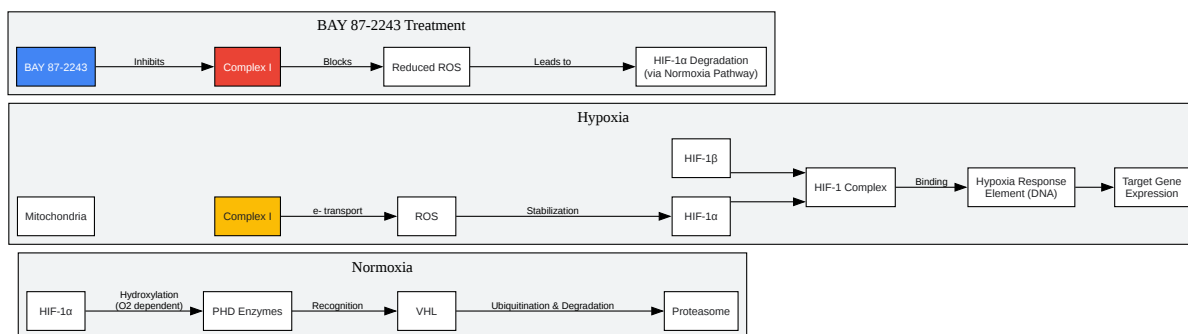 BAY 87-2243 Treatment
BAY 87-2243
Inhibits
Complex I
Blocks
Reduced ROS
Leads to
HIF-1α Degradation
(via Normoxia Pathway)
Hypoxia
HIF-1β
Mitochondria
Complex I
e- transport
ROS
Stabilization
HIF-1α
HIF-1 Complex
Binding
Hypoxia Response
Element (DNA)
Target Gene
Expression
Normoxia
HIF-1α
Hydroxylation
(O2 dependent)
PHD Enzymes
Recognition
VHL
Ubiquitination & Degradation
Proteasome